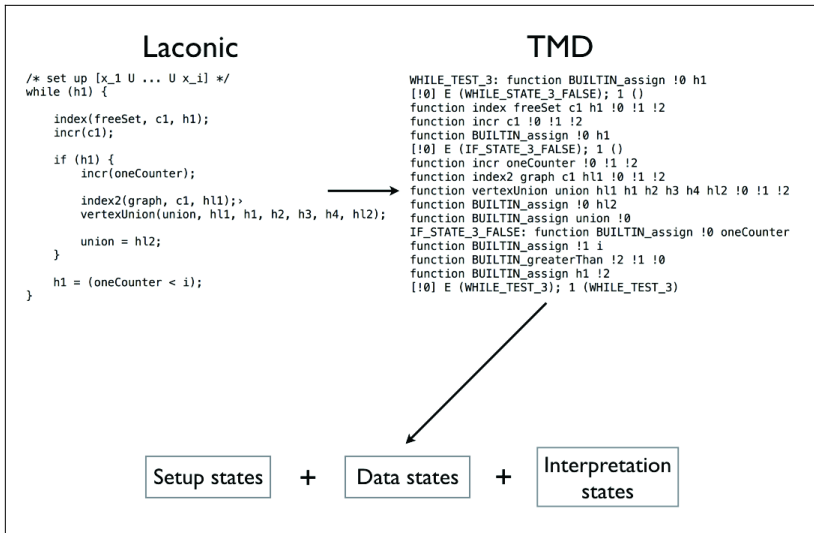 Laconic
/* set up [x_1 U ... U x_i] */
while (h1) {
index(freeSet, c1, h1);
incr(c1);
if (h1) {
incr(oneCounter);
index2(graph, c1, hl1);›
vertexUnion(union, hl1, h1, h2, h3, h4, hl2);
union = hl2;
}
h1 = (oneCounter < i);
}
TMD
WHILE_TEST_3: function BUILTIN_assign !0 h1
[!0] E (WHILE_STATE_3_FALSE); 1 ()
function index freeSet c1 h1 !0 !1 !2
function incr c1 !0 !1 !2
function BUILTIN_assign !0 h1
[!0] E (IF_STATE_3_FALSE); 1 ()
function incr oneCounter !0 !1 !2
function index2 graph c1 hl1 !0 !1 !2
function vertexUnion union hl1 h1 h2 h3 h4 hl2 !0 !1 !2
function BUILTIN_assign !0 hl2
function BUILTIN_assign union !0
IF_STATE_3_FALSE: function BUILTIN_assign !0 oneCounter
function BUILTIN_assign !1 i
function BUILTIN_greaterThan !2 !1 !0
function BUILTIN_assign h1 !2
[!0] E (WHILE_TEST_3); 1 (WHILE_TEST_3)
Setup states
+
Data states
+
Interpretation
states